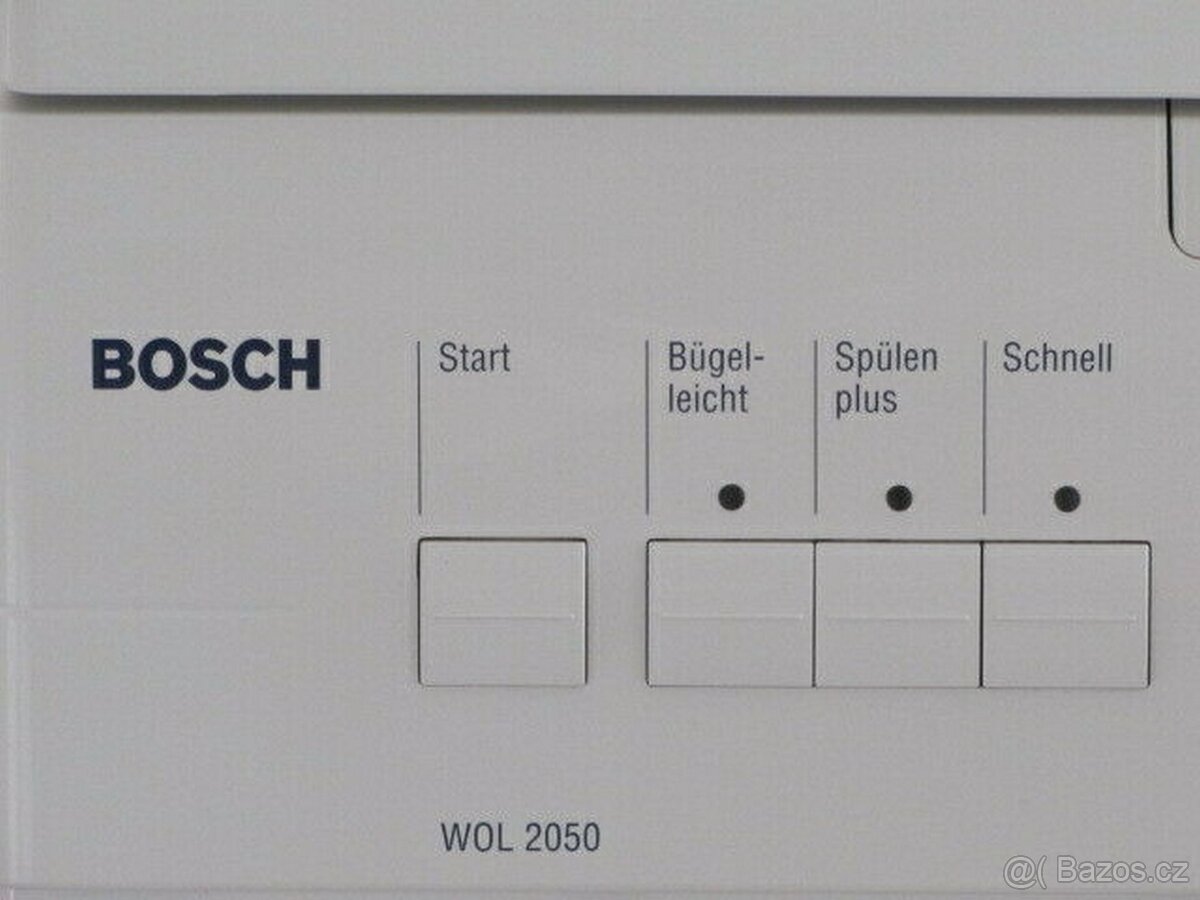 BOSCH
Start
Bügel-
leicht
Spülen
plus
Schnell
WOL 2050
@( Bazos.cz